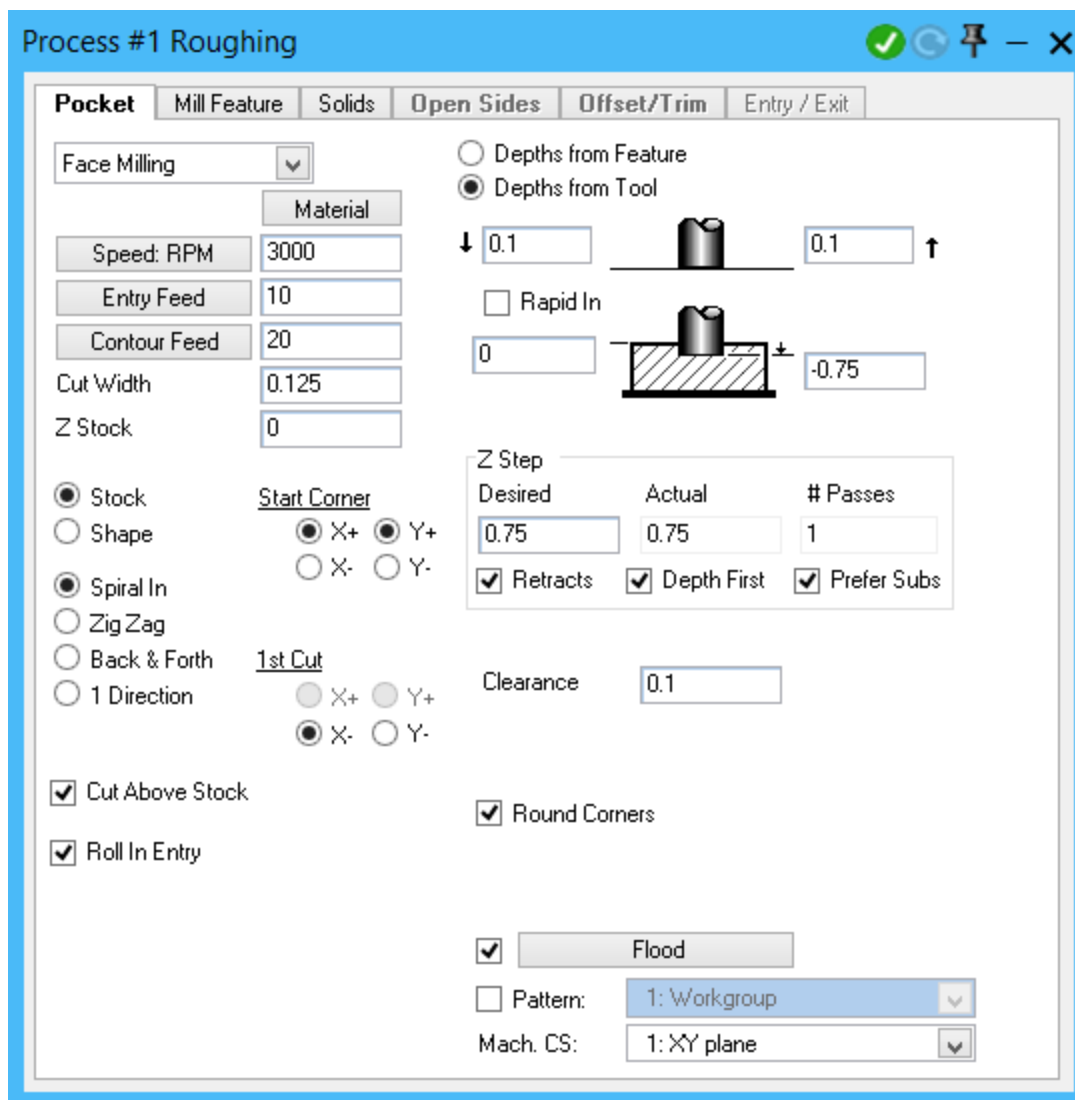 Process #1 Roughing
Pocket Mill Feature Solids Open Sides Offset/Trim Entry / Exit
Face Milling
Material
Speed: RPM 3000
Entry Feed 10
Contour Feed 20
Cut Width 0.125
Z Stock 0
Stock
Shape
Start Corner
X+ Y+
X- Y-
Spiral In
Zig Zag
Back & Forth
1 Direction
1st Cut
X+ Y+
X- Y-
Cut Above Stock
Roll In Entry
Depths from Feature
Depths from Tool
0.1 0.1
Rapid In
0 -0.75
Z Step
Desired Actual # Passes
0.75 0.75 1
Retracts Depth First Prefer Subs
Clearance 0.1
Round Corners
Flood
Pattern: 1: Workgroup
Mach. CS: 1: XY plane